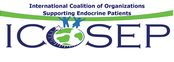 International Coalition of Organizations
Supporting Endocrine Patients
ICOSEP